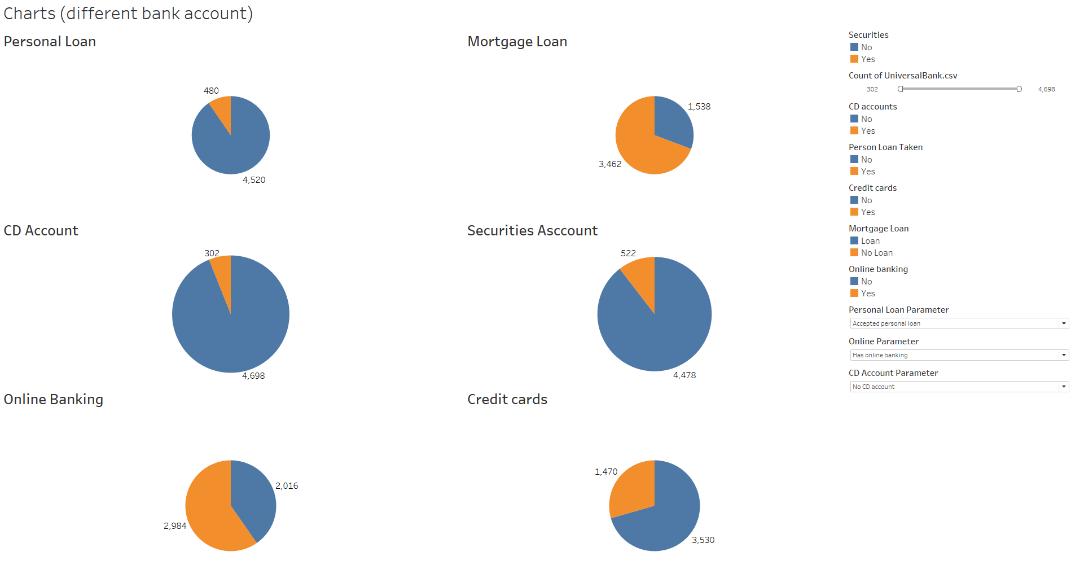 Charts (different bank account)
Personal Loan
480
4,520
Mortgage Loan
1,538
3,462
CD Account
302
4,698
Securities Asccount
522
4,478
Online Banking
2,016
2,984
Credit cards
1,470
3,530
Securities
No
Yes
Count of UniversalBank.csv
302 4,698
CD accounts
No
Yes
Person Loan Taken
No
Yes
Credit cards
No
Yes
Mortgage Loan
Loan
No Loan
Online banking
No
Yes
Personal Loan Parameter
Accepted personal loan
Online Parameter
Has online banking
CD Account Parameter
No CD account